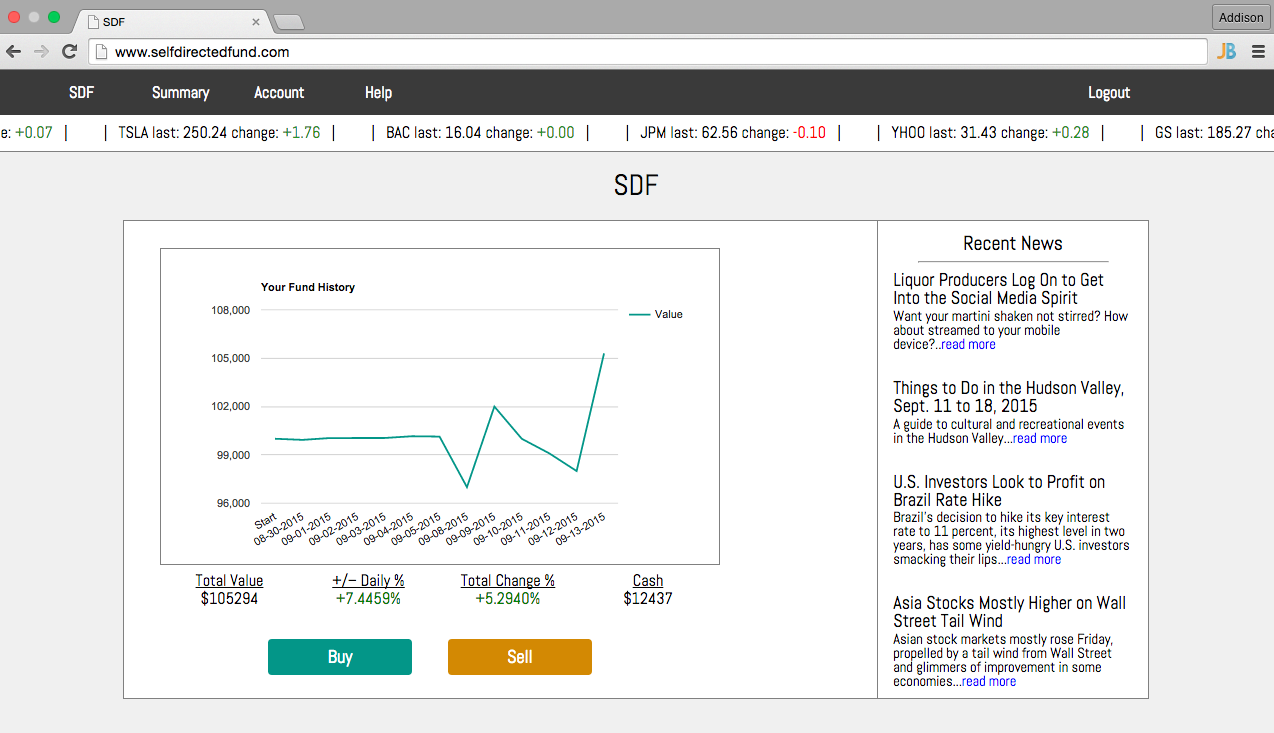 SDF
Addison
www.selfdirectedfund.com
JB
SDF Summary Account Help Logout
e: +0.07 | | TSLA last: 250.24 change: +1.76 | | BAC last: 16.04 change: +0.00 | | JPM last: 62.56 change: -0.10 | | YHOO last: 31.43 change: +0.28 | | GS last: 185.27 cha
SDF
Your Fund History
Value
108,000
105,000
102,000
99,000
96,000
Start 08-30-2015 09-01-2015 09-02-2015 09-03-2015 09-04-2015 09-05-2015 09-08-2015 09-09-2015 09-10-2015 09-11-2015 09-12-2015 09-13-2015
Total Value +/− Daily % Total Change % Cash
$105294 +7.4459% +5.2940% $12437
Buy Sell
Recent News
Liquor Producers Log On to Get
Into the Social Media Spirit
Want your martini shaken not stirred? How
about streamed to your mobile
device?..read more
Things to Do in the Hudson Valley,
Sept. 11 to 18, 2015
A guide to cultural and recreational events
in the Hudson Valley...read more
U.S. Investors Look to Profit on
Brazil Rate Hike
Brazil's decision to hike its key interest
rate to 11 percent, its highest level in two
years, has some yield-hungry U.S. investors
smacking their lips...read more
Asia Stocks Mostly Higher on Wall
Street Tail Wind
Asian stock markets mostly rose Friday,
propelled by a tail wind from Wall Street
and glimmers of improvement in some
economies...read more